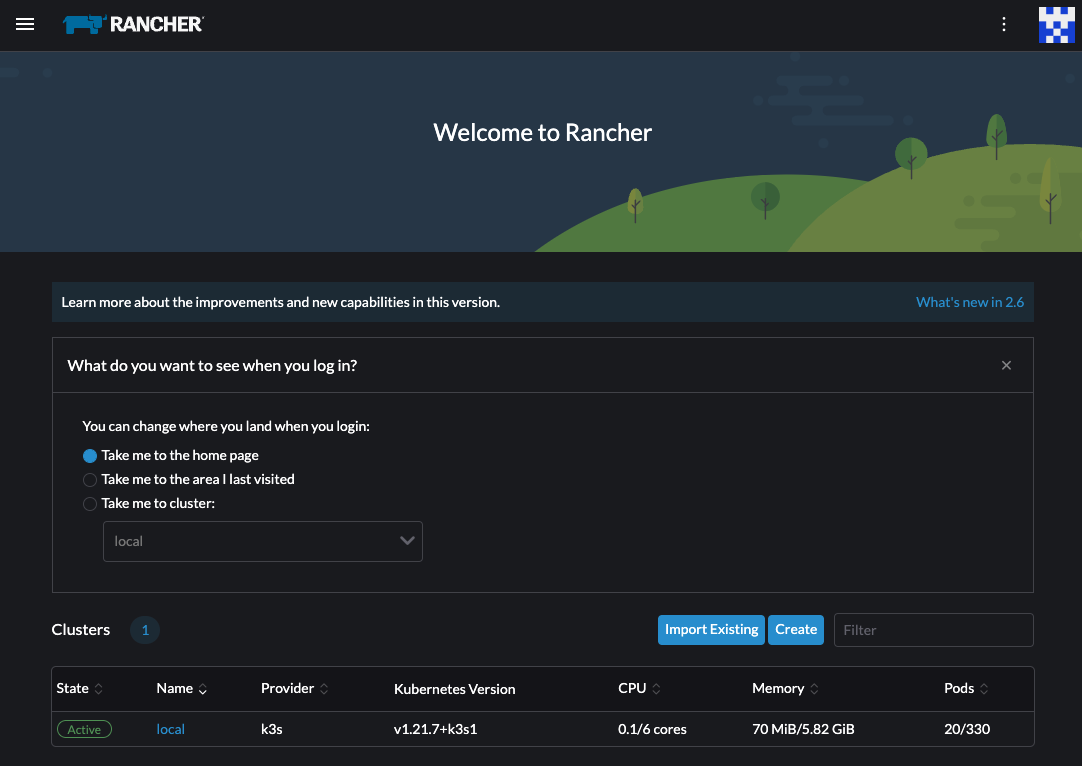 RANCHER
Welcome to Rancher
Learn more about the improvements and new capabilities in this version. What's new in 2.6
What do you want to see when you log in?
You can change where you land when you login:
Take me to the home page
Take me to the area I last visited
Take me to cluster:
local
Clusters 1 Import Existing Create Filter
State Name Provider Kubernetes Version CPU Memory Pods
Active local k3s v1.21.7+k3s1 0.1/6 cores 70 MiB/5.82 GiB 20/330